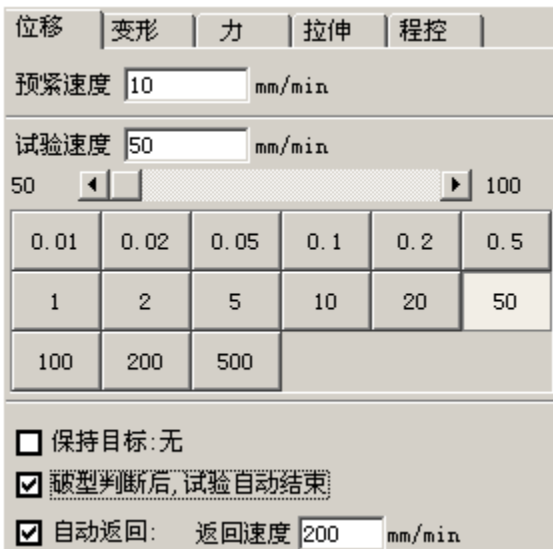 位移 变形 力 拉伸 程控
预紧速度 10 mm/min
试验速度 50 mm/min
50 100
0.01 0.02 0.05 0.1 0.2 0.5
1 2 5 10 20 50
100 200 500
保持目标:无
破型判断后,试验自动结束
自动返回: 返回速度 200 mm/min